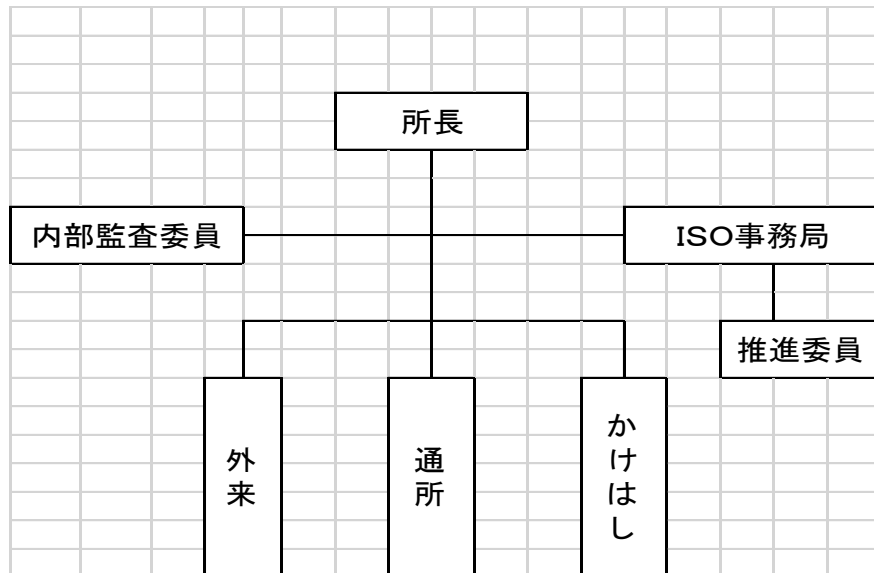 所長
内部監査委員
ISO事務局
推進委員
外来
通所
かけはし